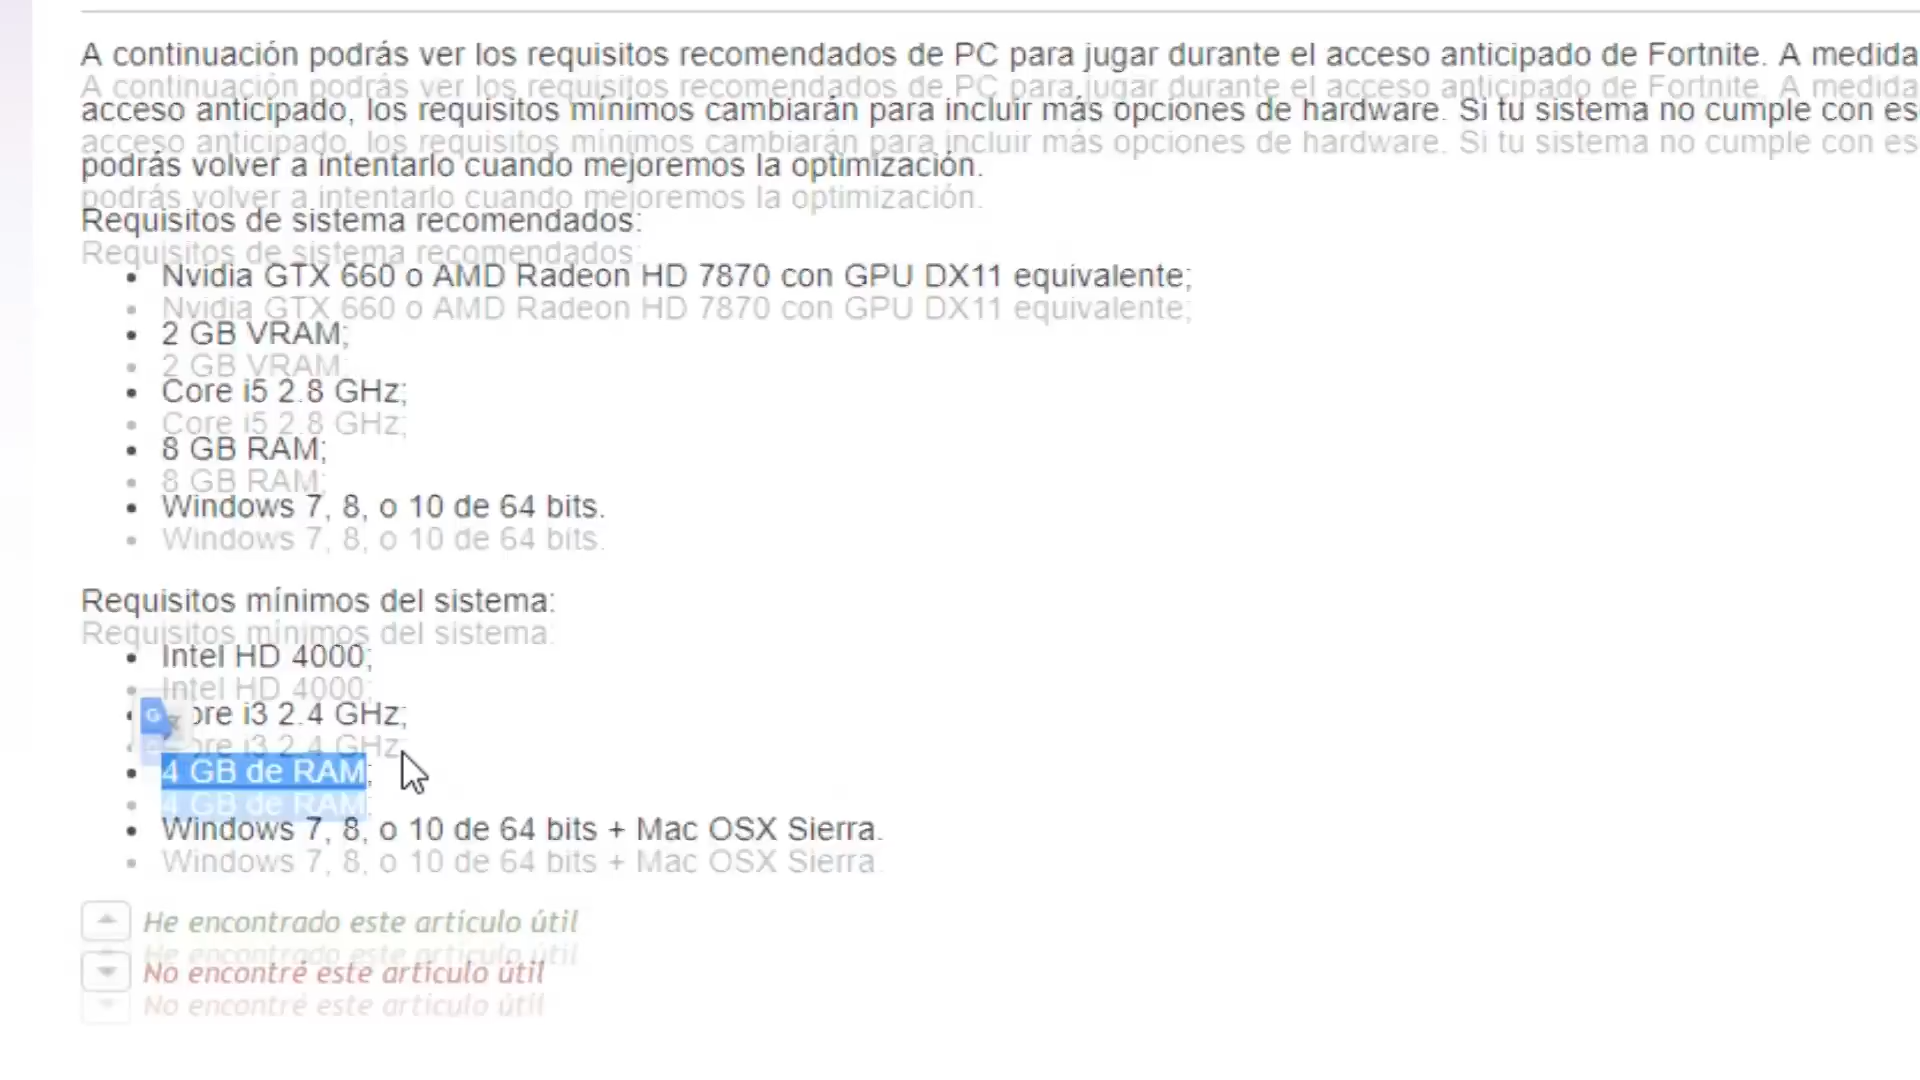 A continuación podrás ver los requisitos recomendados de PC para jugar durante el acceso anticipado de Fortnite. A medida
acceso anticipado, los requisitos mínimos cambiarán para incluir más opciones de hardware. Si tu sistema no cumple con es
podrás volver a intentarlo cuando mejoremos la optimización.
Requisitos de sistema recomendados:
Nvidia GTX 660 o AMD Radeon HD 7870 con GPU DX11 equivalente;
2 GB VRAM;
Core i5 2.8 GHz;
8 GB RAM;
Windows 7, 8, o 10 de 64 bits.
Requisitos mínimos del sistema:
Intel HD 4000;
ore i3 2.4 GHz;
4 GB de RAM;
Windows 7, 8, o 10 de 64 bits + Mac OSX Sierra.
He encontrado este artículo útil
No encontré este artículo útil